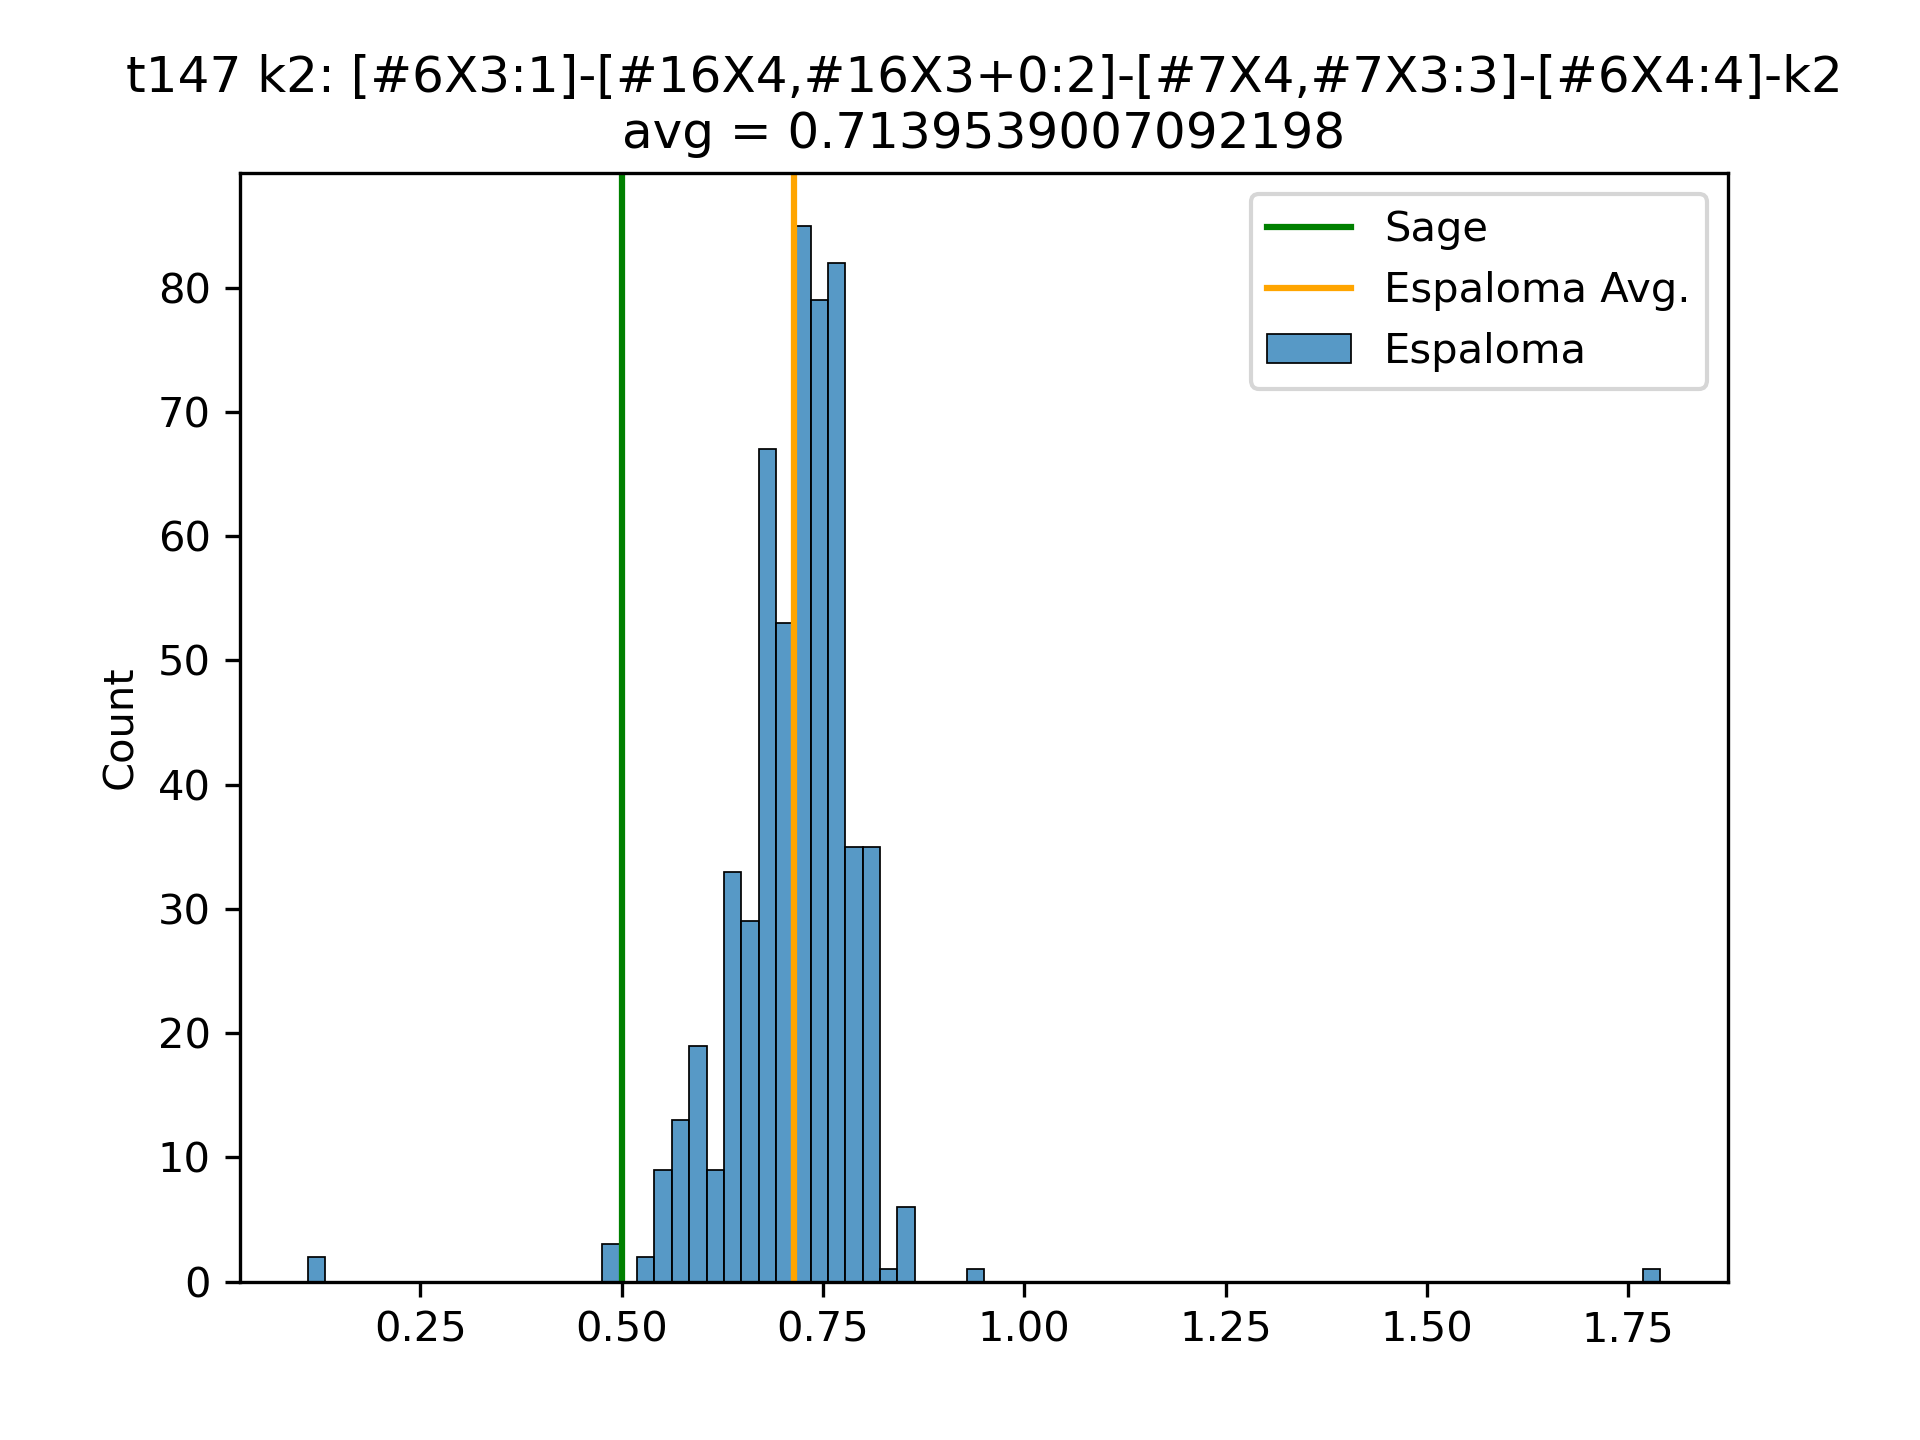 t147 k2: [#6X3:1]-[#16X4,#16X3+0:2]-[#7X4,#7X3:3]-[#6X4:4]-k2
avg = 0.7139539007092198
Sage
Espaloma Avg.
Espaloma
Count
80
70
60
50
40
30
20
10
0
0.25 0.50 0.75 1.00 1.25 1.50 1.75